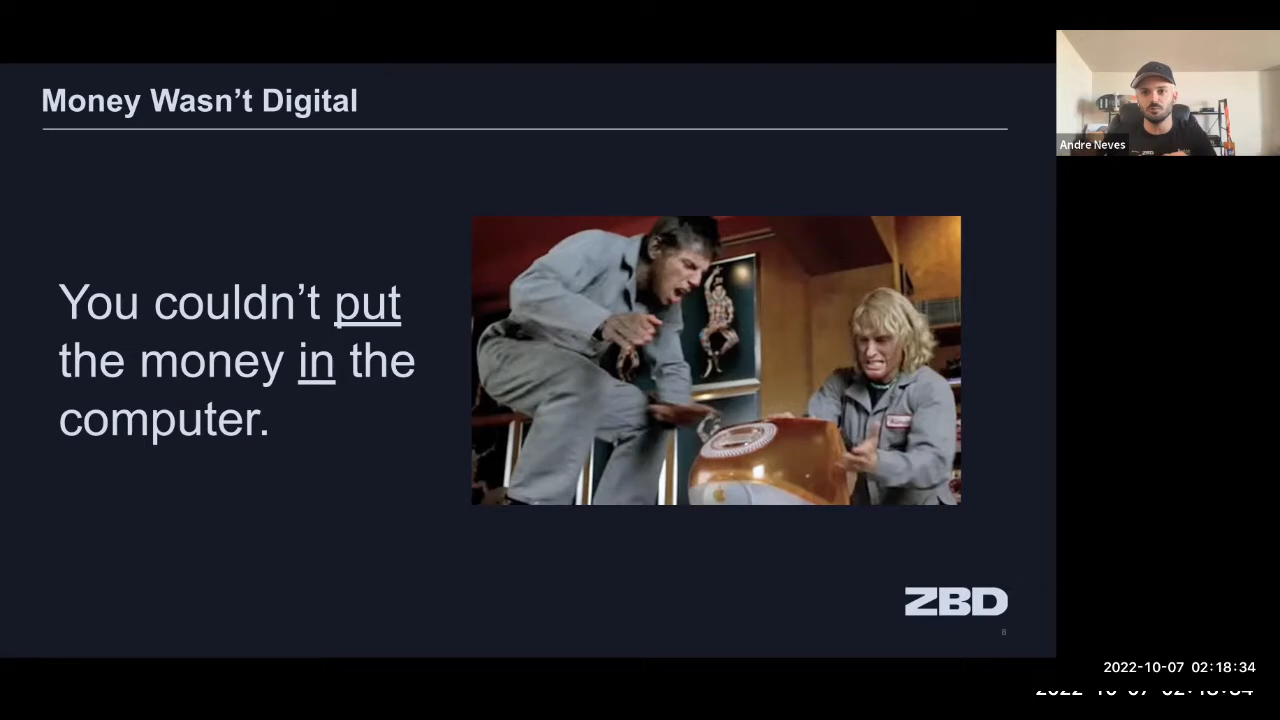 Money Wasn't Digital
Andre Neves
You couldn't put
the money in the
computer.
ZBD
8
2022-10-07 02:18:34